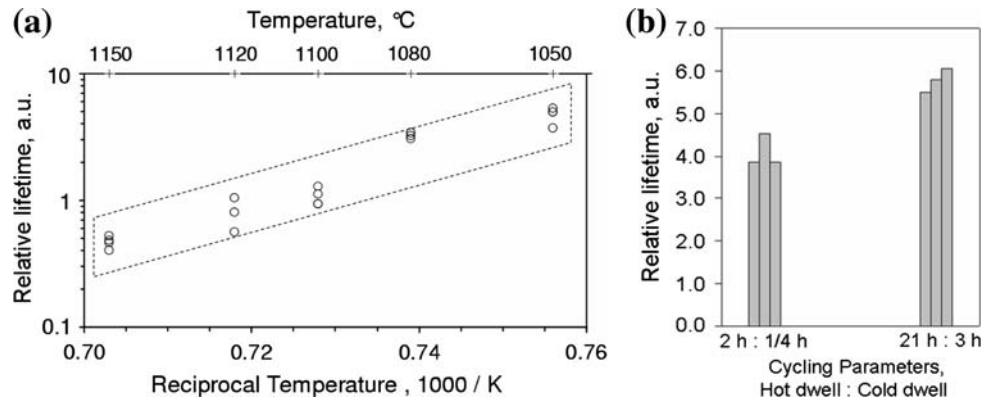 (a)
Temperature, °C
1150 1120 1100 1080 1050
10
1
0.1
Relative lifetime, a.u.
0.70 0.72 0.74 0.76
Reciprocal Temperature , 1000 / K
(b)
7.0
6.0
5.0
4.0
3.0
2.0
1.0
0.0
Relative lifetime, a.u.
2 h : 1/4 h 21 h : 3 h
Cycling Parameters,
Hot dwell : Cold dwell